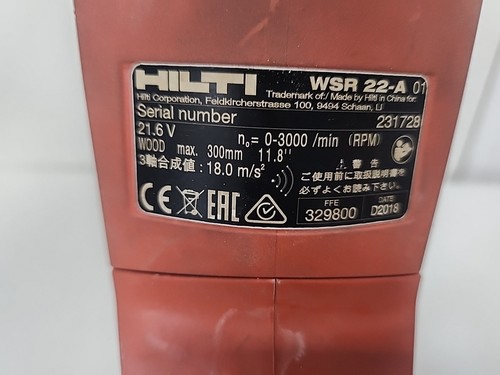 HILTI WSR 22-A 01
Trademark of:/ Made by Hilti in China for:
Hilti Corporation, Feldkircherstrasse 100, 9494 Schaan, LI
Serial number 231728
21.6 V n₀= 0-3000 /min (RPM)
WOOD max. 300mm 11.8''
3軸合成値 : 18.0 m/s²
警告
ご使用前に取扱説明書を
必ずよくお読み下さい。
CE EAC
FFE
329800
DATE
D2018